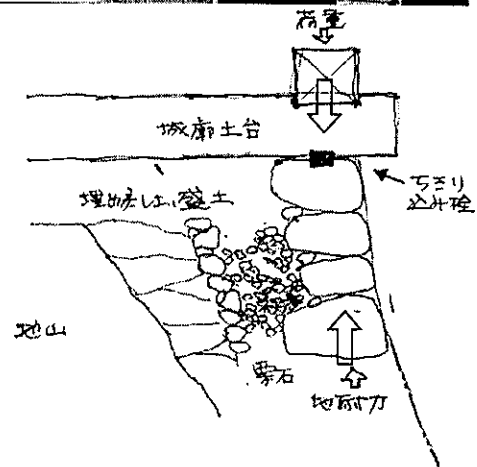 荷重
城廓土台
ちきり
込み栓
埋め戻し、盛土
地山
栗石
地耐力